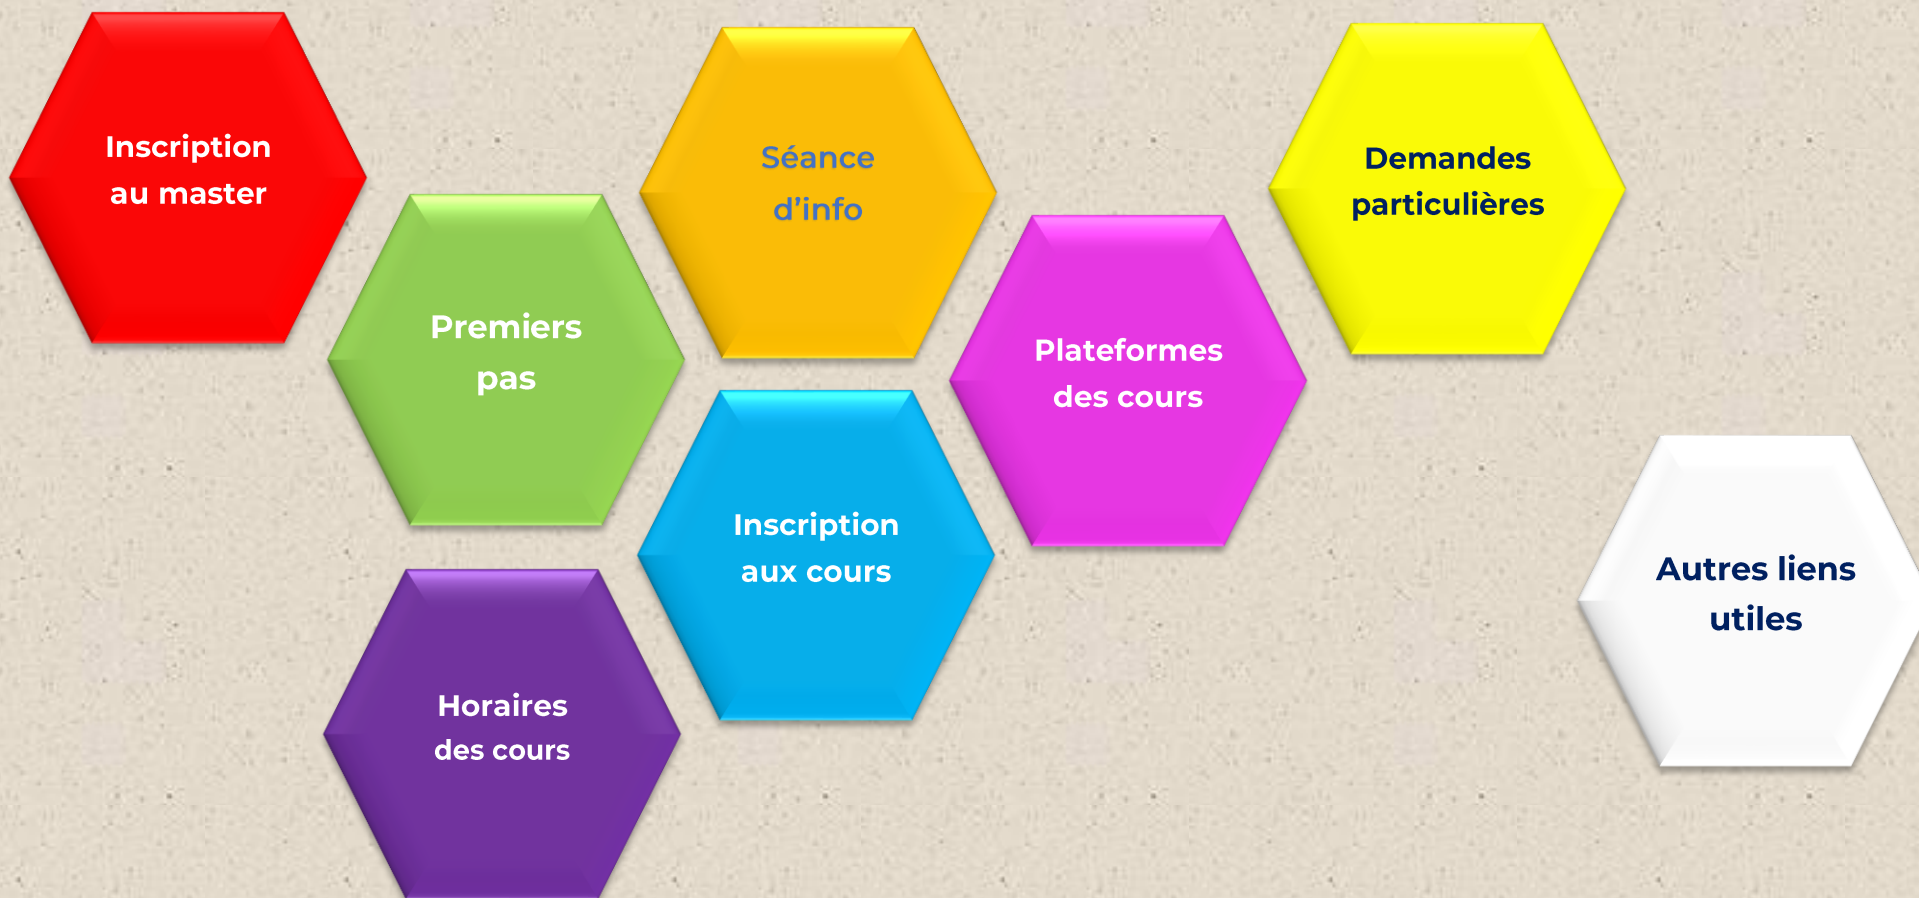 Inscription
au master
Premiers
pas
Séance
d’info
Plateformes
des cours
Demandes
particulières
Inscription
aux cours
Horaires
des cours
Autres liens
utiles